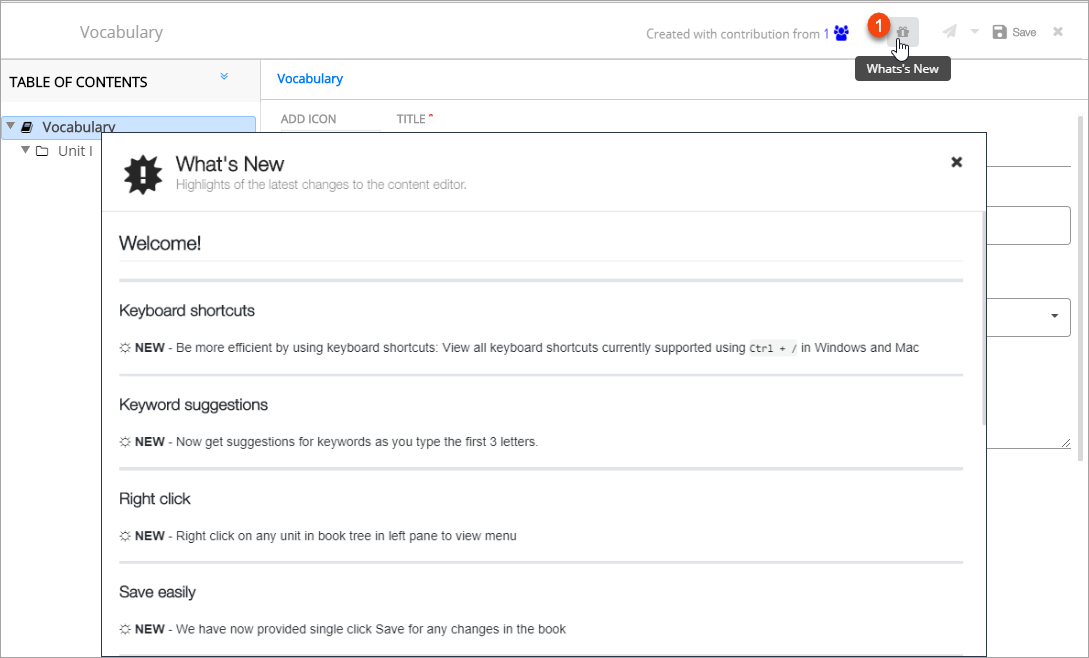 Vocabulary
Created with contribution from 1
1
Save
Whats's New
TABLE OF CONTENTS
Vocabulary
Vocabulary
Unit I
ADD ICON
TITLE *
What's New
Highlights of the latest changes to the content editor.
Welcome!
Keyboard shortcuts
NEW - Be more efficient by using keyboard shortcuts: View all keyboard shortcuts currently supported using Ctrl + / in Windows and Mac
Keyword suggestions
NEW - Now get suggestions for keywords as you type the first 3 letters.
Right click
NEW - Right click on any unit in book tree in left pane to view menu
Save easily
NEW - We have now provided single click Save for any changes in the book